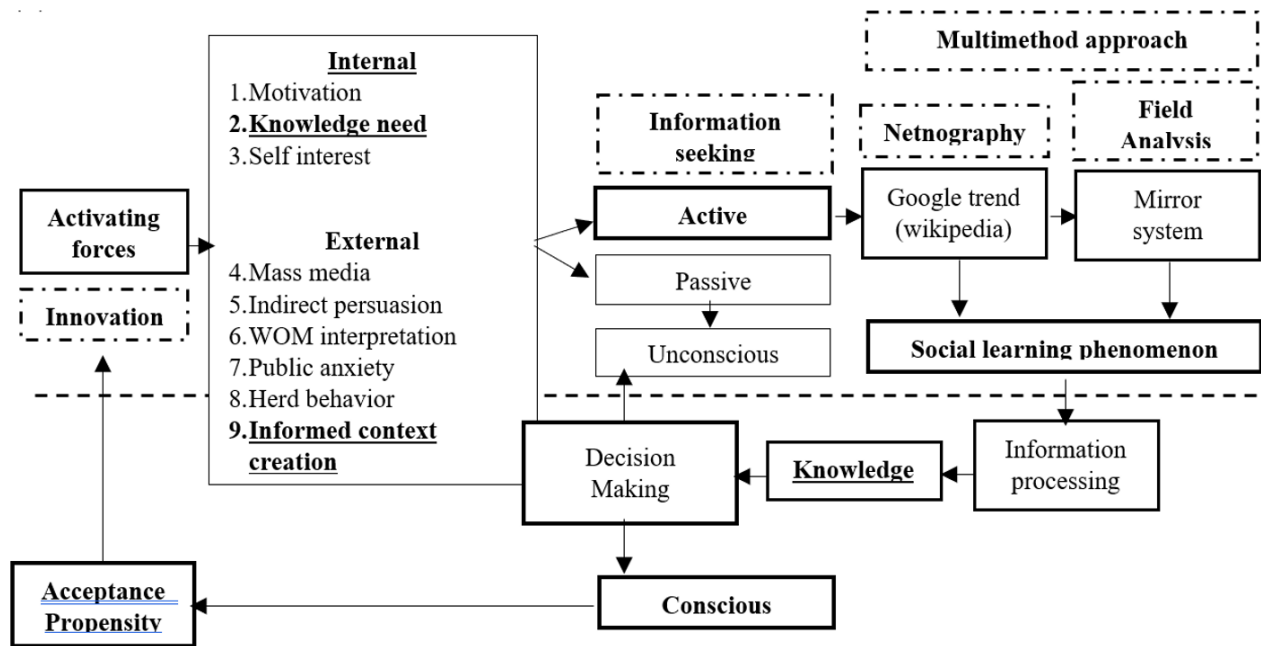 Multimethod approach
Internal
1.Motivation
2.Knowledge need
3.Self interest
External
4.Mass media
5.Indirect persuasion
6.WOM interpretation
7.Public anxiety
8.Herd behavior
9.Informed context
creation
Activating
forces
Innovation
Information
seeking
Active
Passive
Unconscious
Netnography
Google trend
(wikipedia)
Field
Analysis
Mirror
system
Social learning phenomenon
Information
processing
Knowledge
Decision
Making
Conscious
Acceptance
Propensity